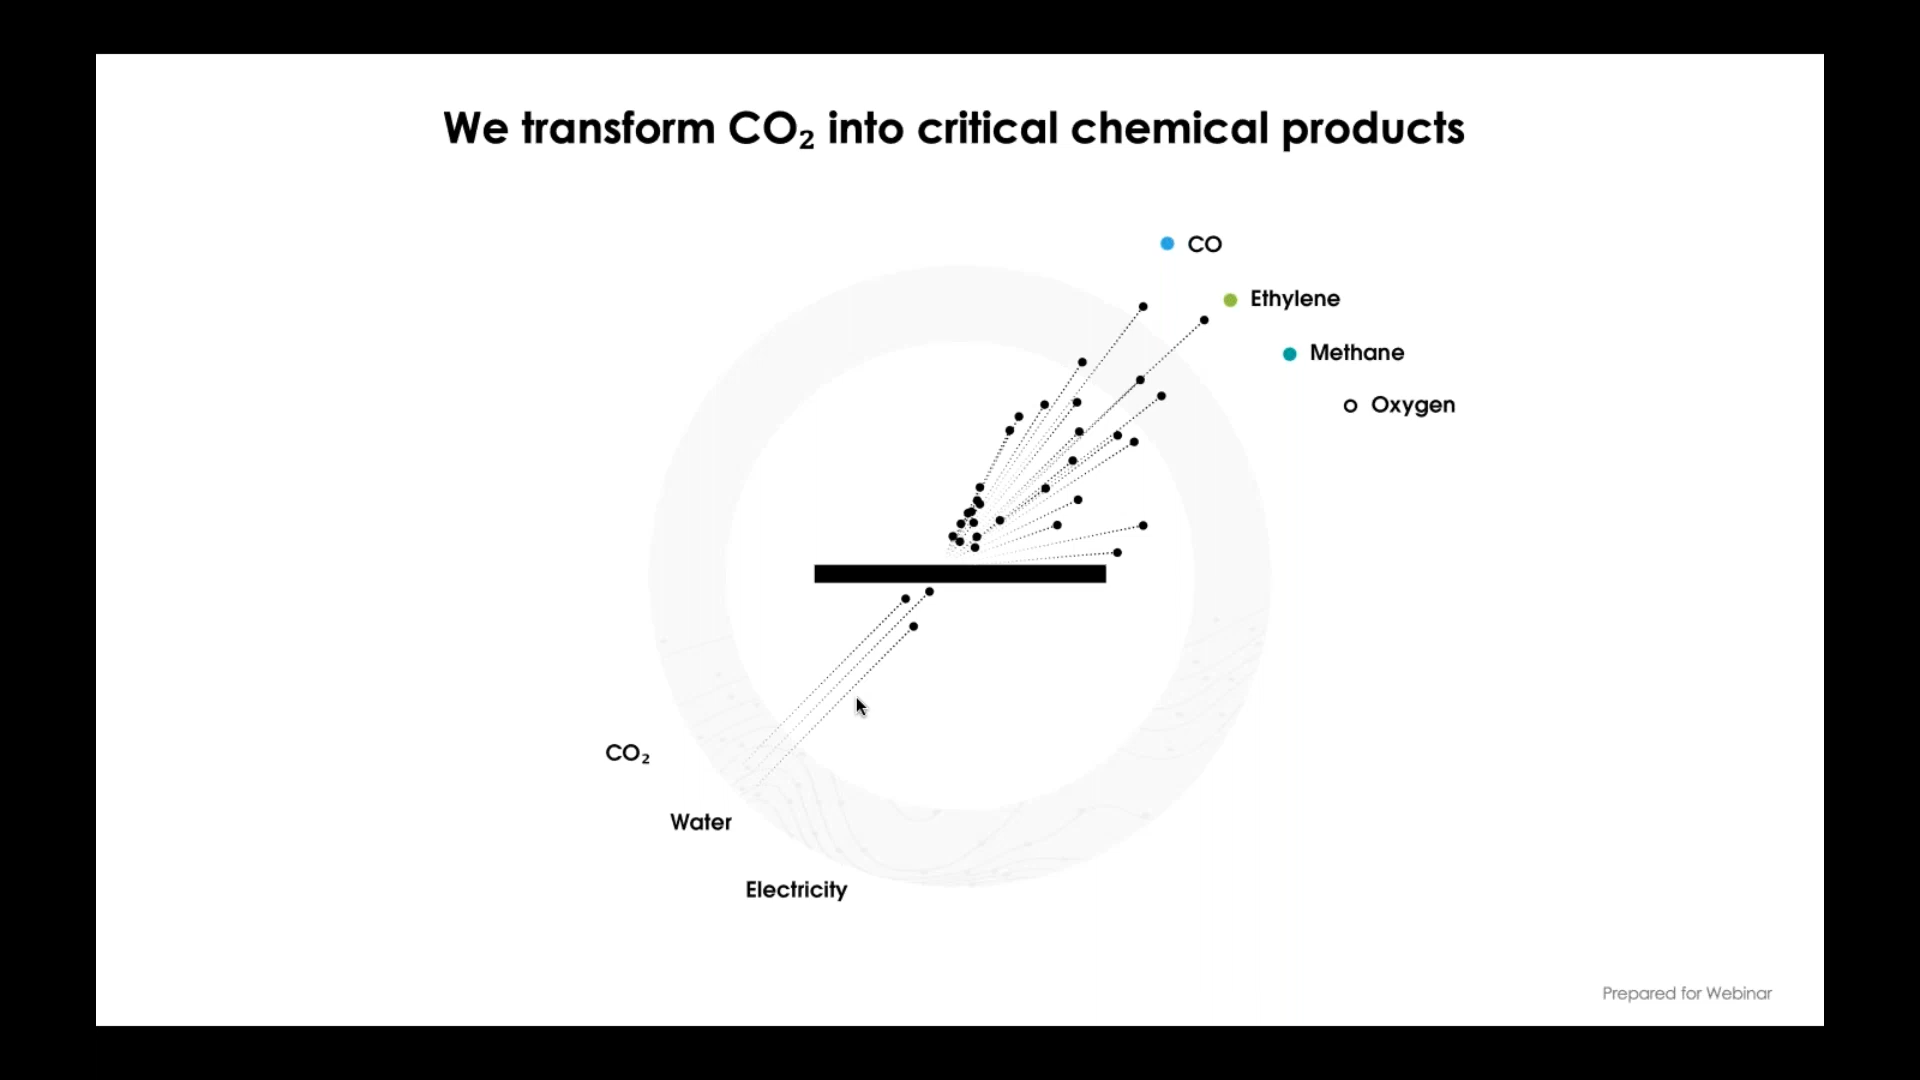 We transform CO₂ into critical chemical products
CO
Ethylene
Methane
Oxygen
CO₂
Water
Electricity
Prepared for Webinar